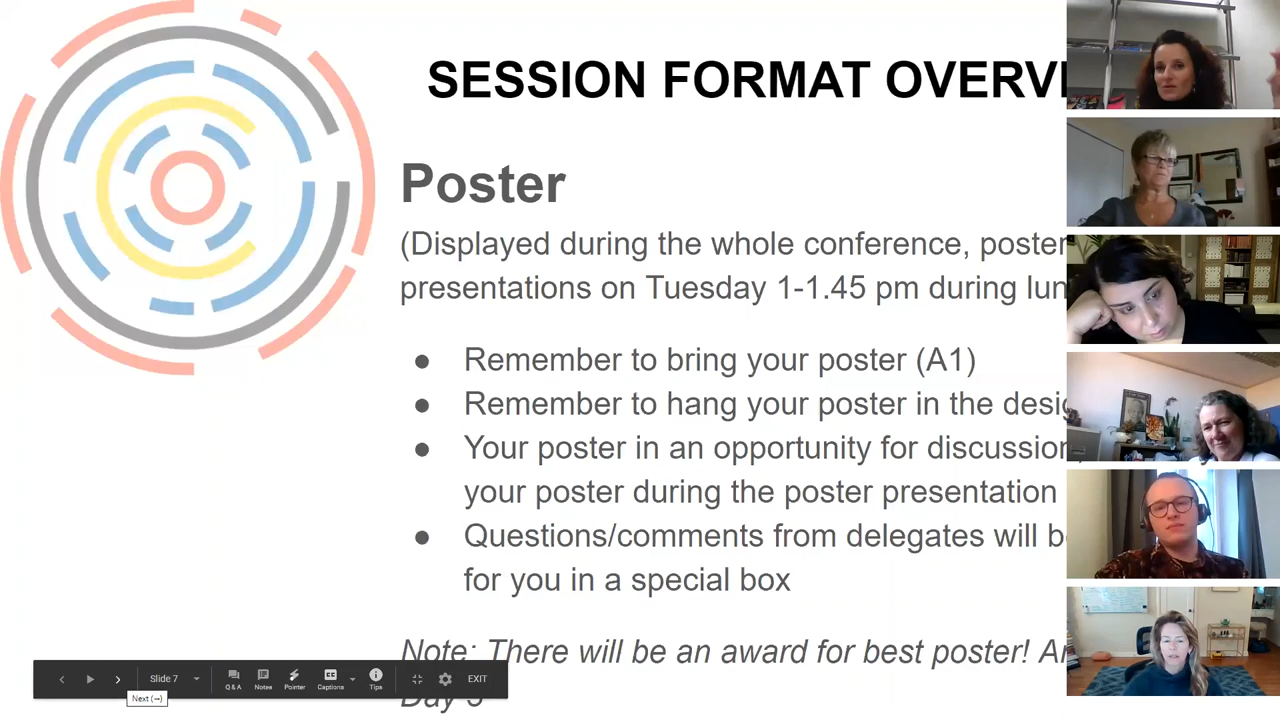 SESSION FORMAT OVERV
Poster
(Displayed during the whole conference, poster
presentations on Tuesday 1-1.45 pm during lun
● Remember to bring your poster (A1)
● Remember to hang your poster in the desig
● Your poster in an opportunity for discussion
your poster during the poster presentation
● Questions/comments from delegates will b
for you in a special box
Note: There will be an award for best poster! A
Day
Slide 7
Q & A
Notes
Pointer
Captions
Tips
EXIT
Next (→)